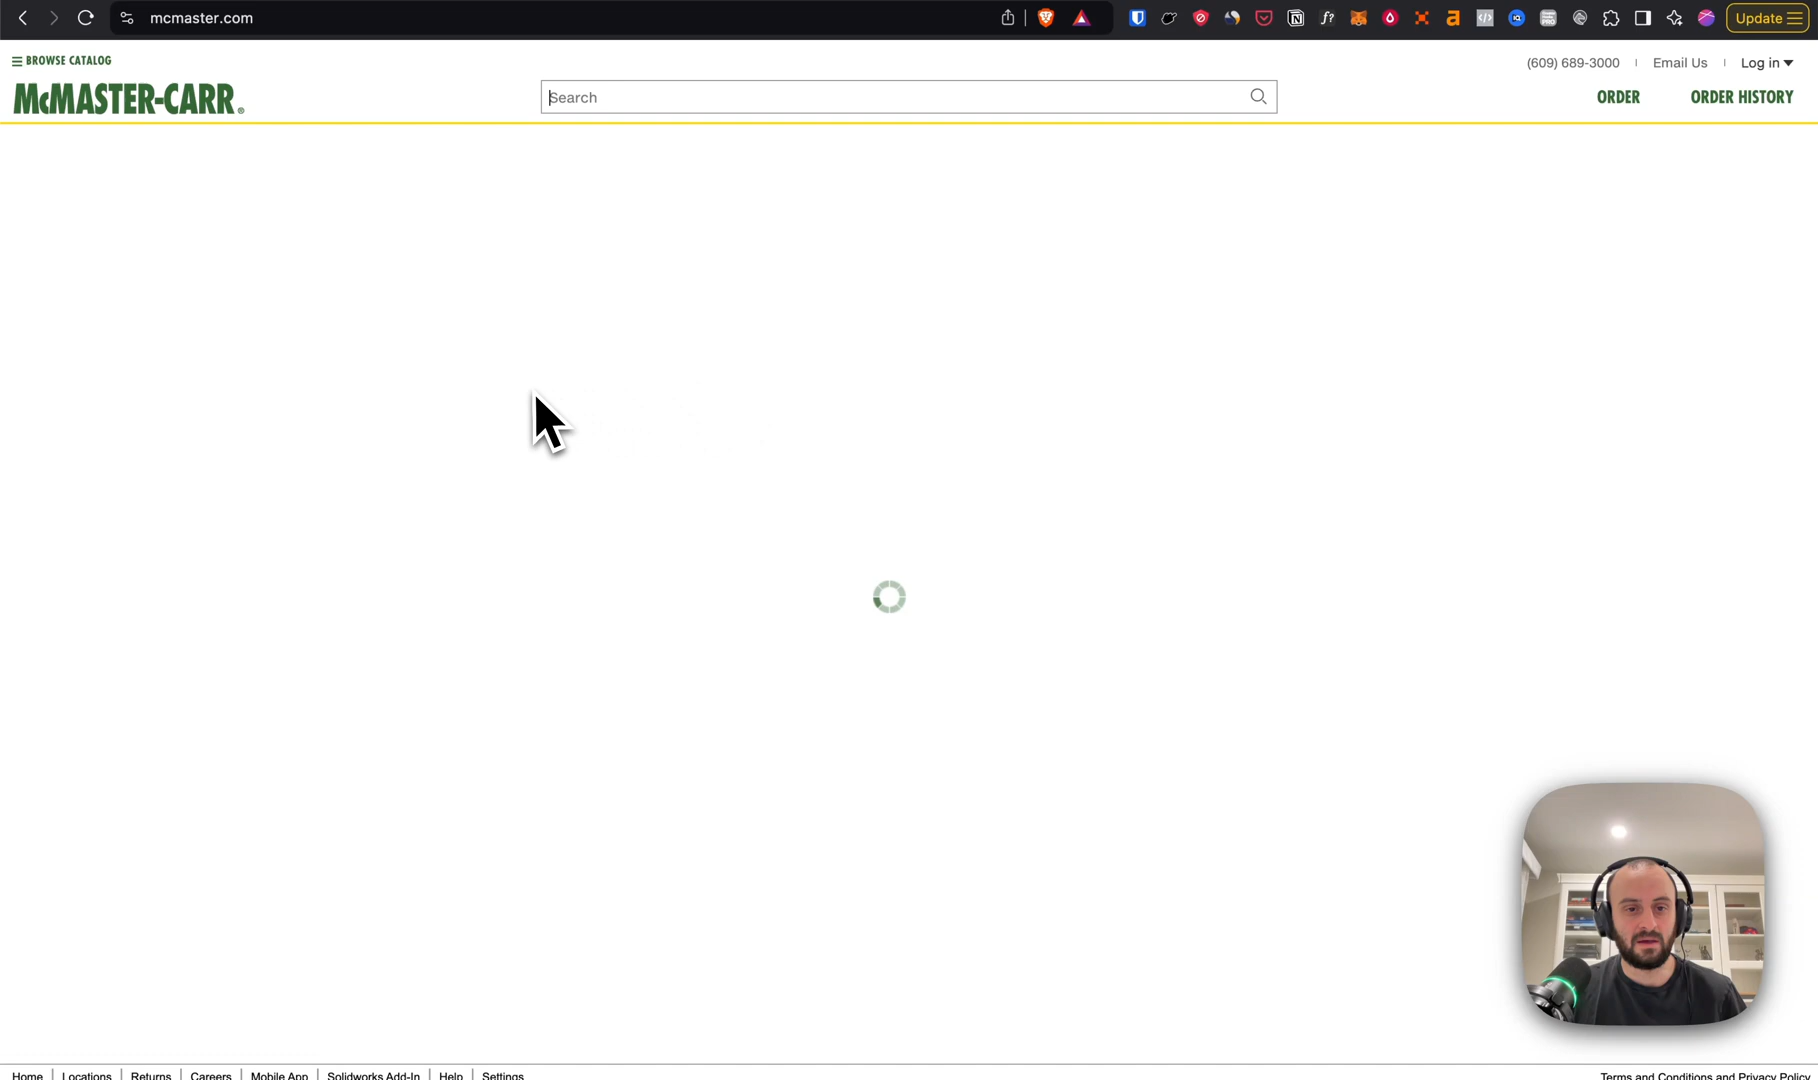 mcmaster.com
Update
BROWSE CATALOG
(609) 689-3000
Email Us
Log in
McMASTER-CARR®
Search
ORDER
ORDER HISTORY
Home
Locations
Returns
Careers
Mobile App
Solidworks Add-In
Help
Settings
Terms and Conditions and Privacy Policy